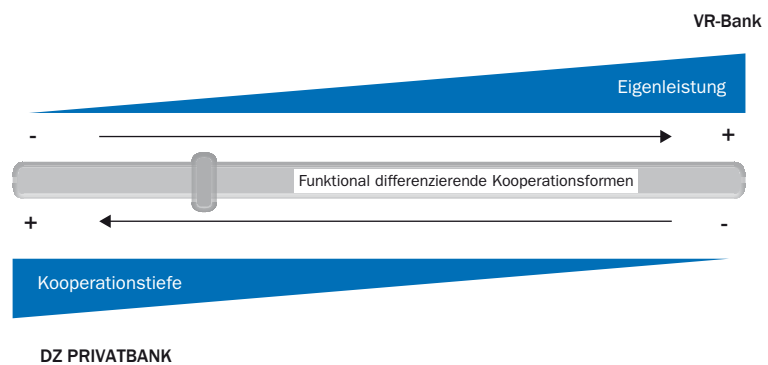 VR-Bank
Eigenleistung
- +
Funktional differenzierende Kooperationsformen
+ -
Kooperationstiefe
DZ PRIVATBANK